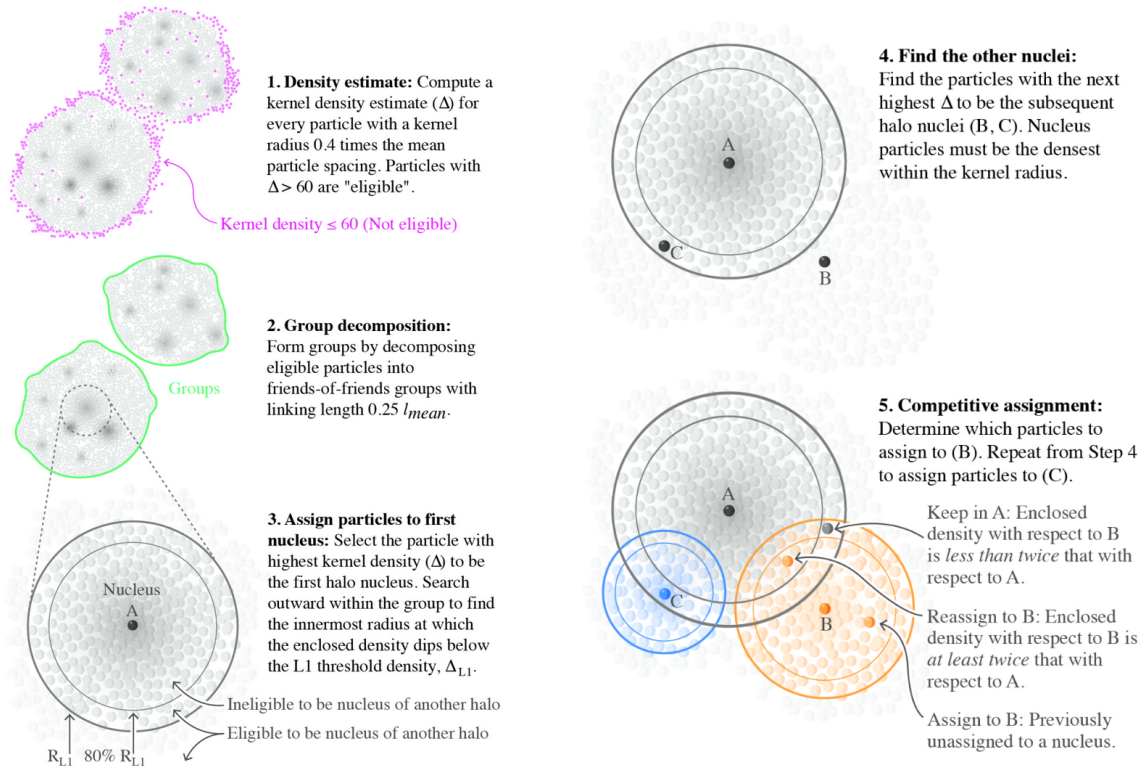 1. Density estimate: Compute a
kernel density estimate (Δ) for
every particle with a kernel
radius 0.4 times the mean
particle spacing. Particles with
Δ > 60 are "eligible".
Kernel density ≤ 60 (Not eligible)
2. Group decomposition:
Form groups by decomposing
eligible particles into
friends-of-friends groups with
linking length 0.25 lmean.
Groups
3. Assign particles to first
nucleus: Select the particle with
highest kernel density (Δ) to be
the first halo nucleus. Search
outward within the group to find
the innermost radius at which
the enclosed density dips below
the L1 threshold density, ΔL1.
Nucleus
A
Ineligible to be nucleus of another halo
Eligible to be nucleus of another halo
RL1 80% RL1
4. Find the other nuclei:
Find the particles with the next
highest Δ to be the subsequent
halo nuclei (B, C). Nucleus
particles must be the densest
within the kernel radius.
A
C
B
5. Competitive assignment:
Determine which particles to
assign to (B). Repeat from Step 4
to assign particles to (C).
A
C
B
Keep in A: Enclosed
density with respect to B
is less than twice that with
respect to A.
Reassign to B: Enclosed
density with respect to B is
at least twice that with
respect to A.
Assign to B: Previously
unassigned to a nucleus.